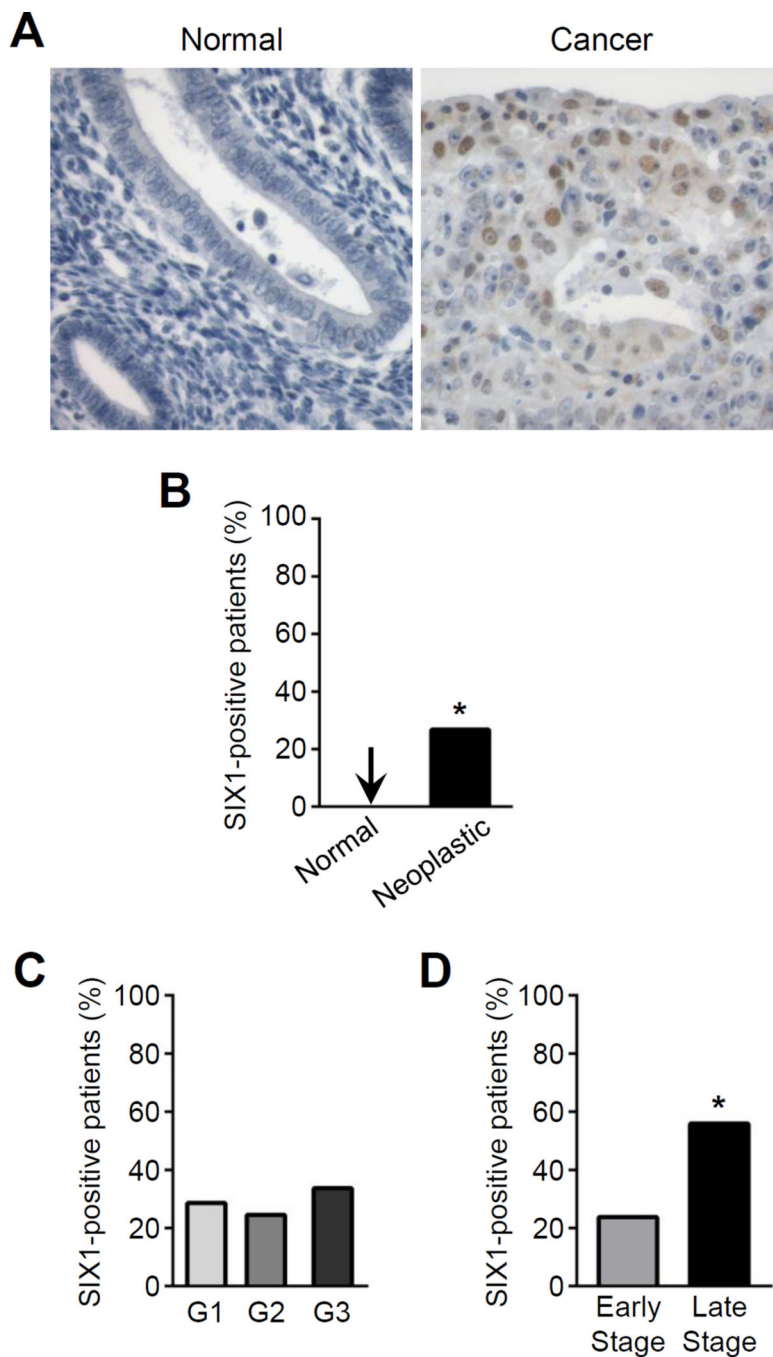 A
Normal
Cancer
B
SIX1-positive patients (%)
100
80
60
40
20
0
*
Normal
Neoplastic
C
SIX1-positive patients (%)
100
80
60
40
20
0
G1
G2
G3
D
SIX1-positive patients (%)
100
80
60
40
20
0
*
Early
Stage
Late
Stage